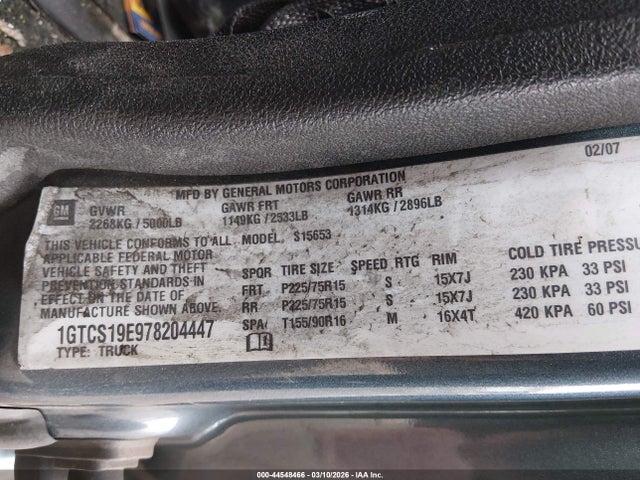 02/07
MFD BY GENERAL MOTORS CORPORATION
GM
GVWR GAWR FRT GAWR RR
2268KG / 5000LB 1149KG / 2533LB 1314KG / 2896LB
THIS VEHICLE CONFORMS TO ALL MODEL: S15653
APPLICABLE FEDERAL MOTOR
VEHICLE SAFETY AND THEFT
PREVENTION STANDARDS
IN EFFECT ON THE DATE OF
MANUFACTURE SHOWN ABOVE.
1GTCS19E978204447
TYPE: TRUCK
SPQR TIRE SIZE SPEED RTG RIM COLD TIRE PRESSU
FRT P225/75R15 S 15X7J 230 KPA 33 PSI
RR P225/75R15 S 15X7J 230 KPA 33 PSI
SPA T155/90R16 M 16X4T 420 KPA 60 PSI
000-44548466 — 03/10/2026 — IAA Inc.